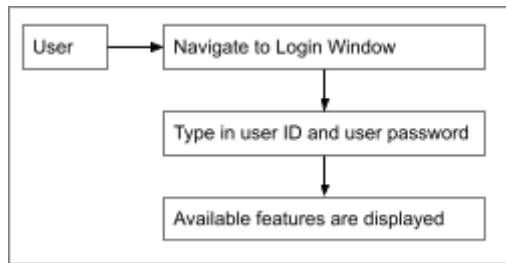 User
Navigate to Login Window
Type in user ID and user password
Available features are displayed